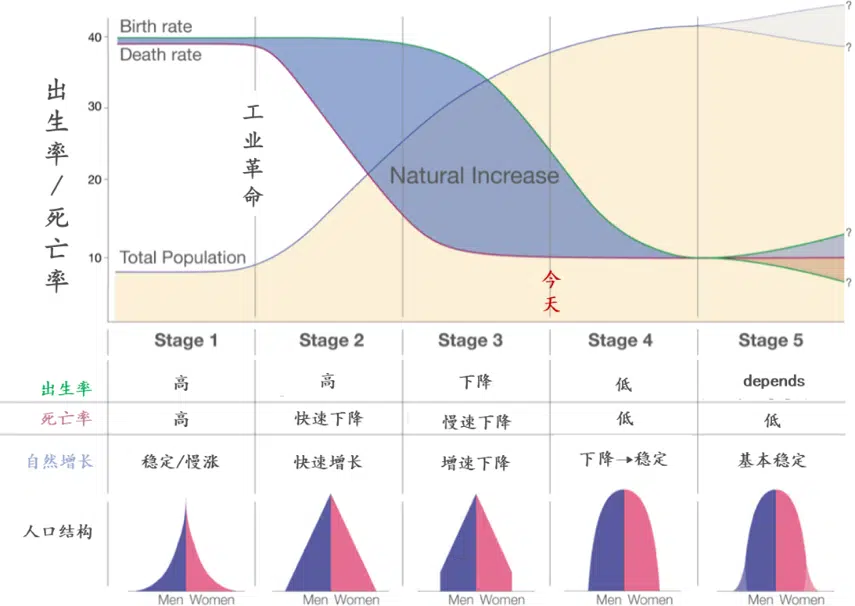 Birth rate
40
Death rate
出生率/死亡率
工业革命
30
20
Natural Increase
Total Population
10
今天
?
?
?
?
Stage 1 Stage 2 Stage 3 Stage 4 Stage 5
出生率 高 高 下降 低 depends
死亡率 高 快速下降 慢速下降 低 低
自然增长 稳定/慢涨 快速增长 增速下降 下降→稳定 基本稳定
人口结构
Men Women Men Women Men Women Men Women Men Women